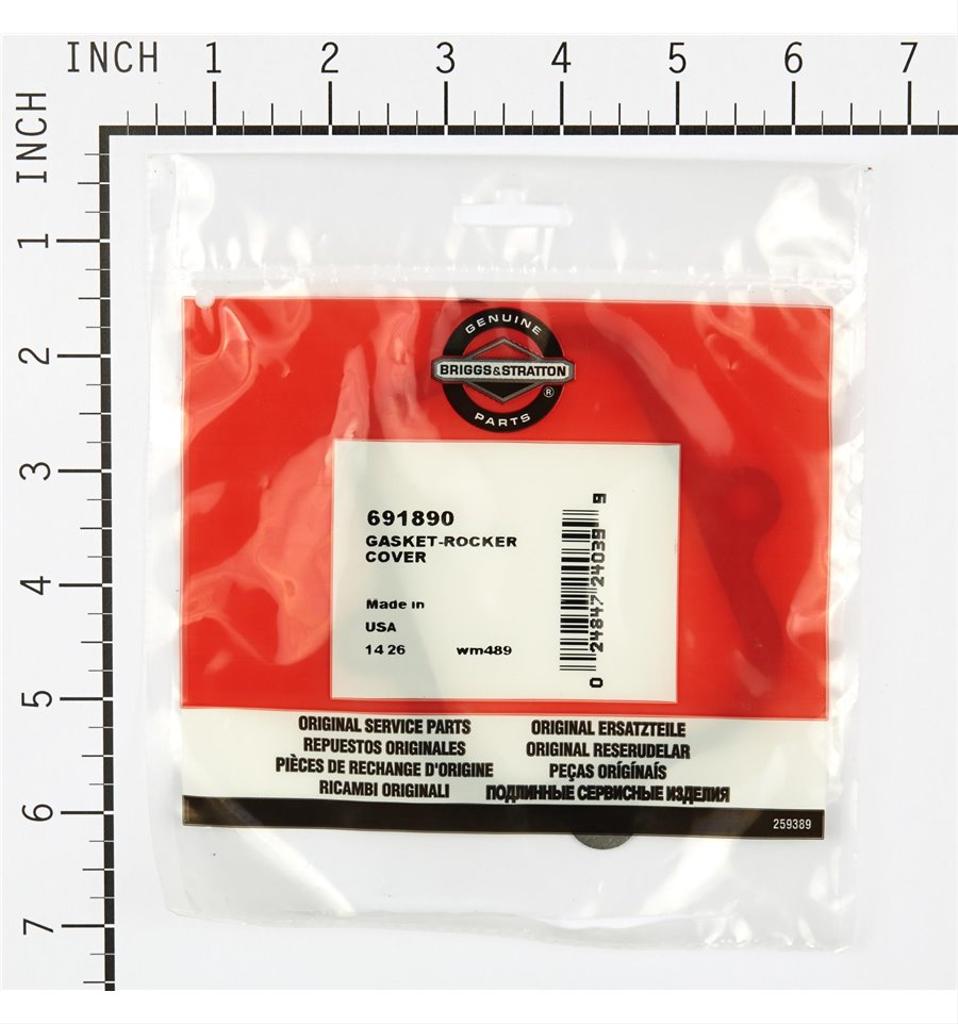 INCH 1 2 3 4 5 6 7
INCH
1
2
3
4
5
6
7
GENUINE
BRIGGS&STRATTON
®
PARTS
691890
GASKET-ROCKER
COVER
Made in
USA
14 26 wm489
0 24847 24039 9
ORIGINAL SERVICE PARTS
REPUESTOS ORIGINALES
PIÈCES DE RECHANGE D'ORIGINE
RICAMBI ORIGINALI
ORIGINAL ERSATZTEILE
ORIGINAL RESERUDELAR
PEÇAS ORÍGÍNAÍS
ПОДЛИННЫЕ СЕРВИСНЫЕ ИЗДЕЛИЯ
259389